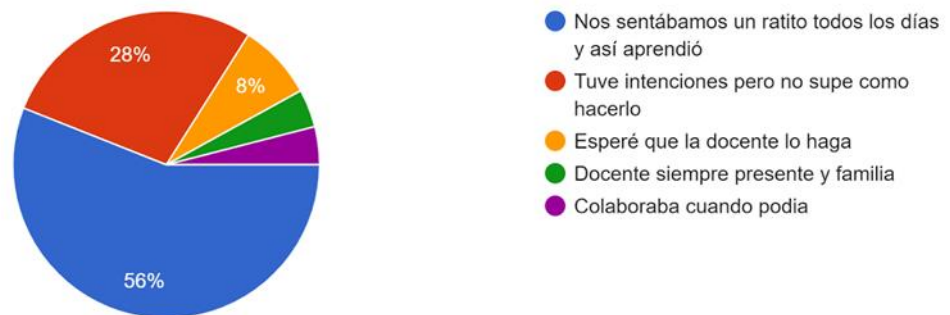 28%
8%
56%
Nos sentábamos un ratito todos los días
y así aprendió
Tuve intenciones pero no supe como
hacerlo
Esperé que la docente lo haga
Docente siempre presente y familia
Colaboraba cuando podia